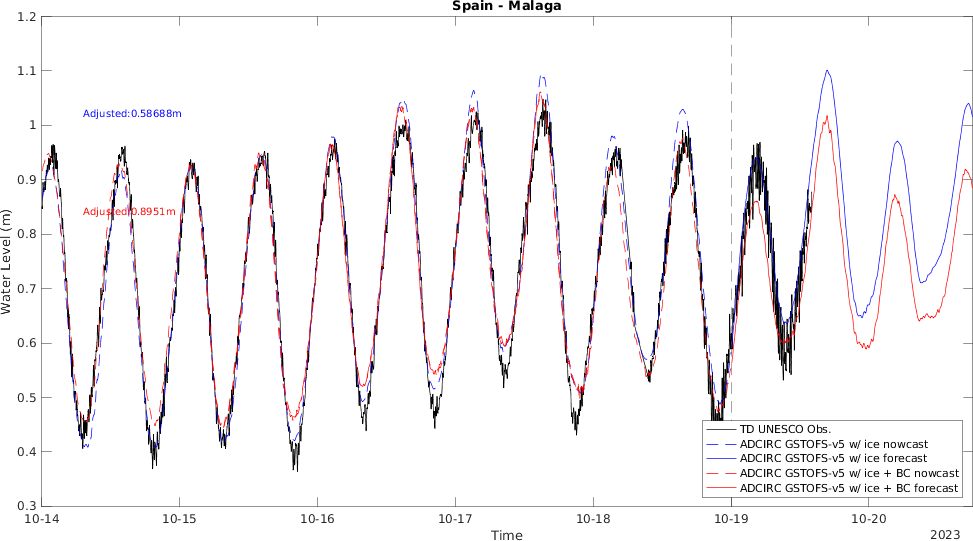 Spain - Malaga
1.2
1.1
1
0.9
0.8
0.7
0.6
0.5
0.4
0.3
Water Level (m)
Adjusted:0.58688m
Adjusted:0.8951m
TD UNESCO Obs.
ADCIRC GSTOFS-v5 w/ ice nowcast
ADCIRC GSTOFS-v5 w/ ice forecast
ADCIRC GSTOFS-v5 w/ ice + BC nowcast
ADCIRC GSTOFS-v5 w/ ice + BC forecast
10-14 10-15 10-16 10-17 10-18 10-19 10-20
Time
2023